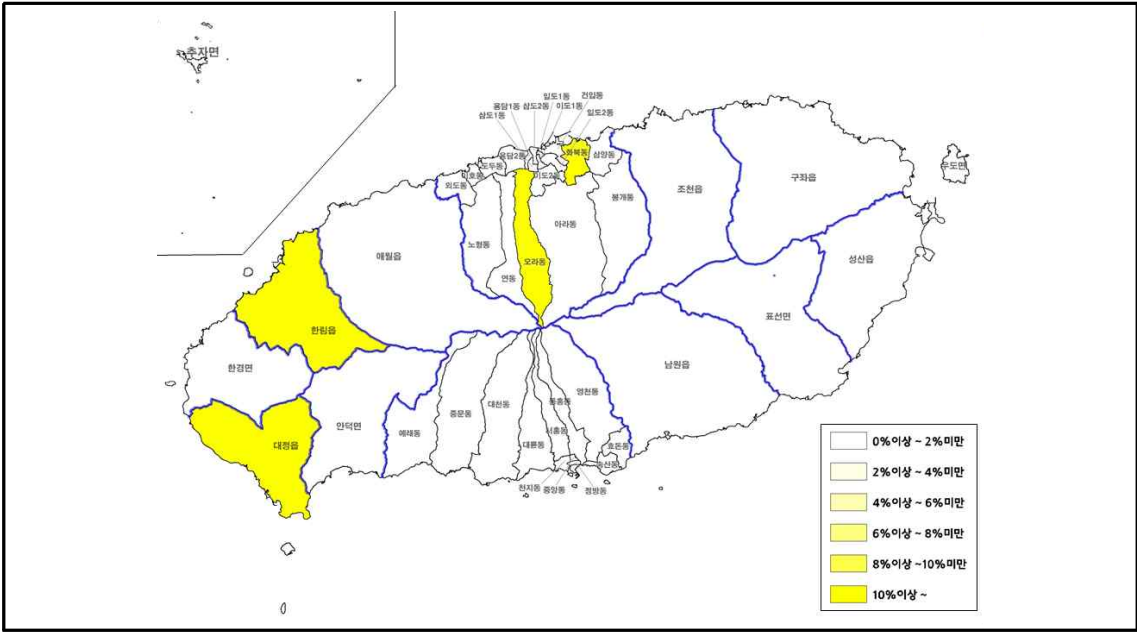 추자면
일도1동
건입동
용담1동
삼도2동
이도1동
삼도1동
일도2동
용담2동
화북동
삼양동
도두동
이호동
이도2동
우도면
외도동
봉개동
조천읍
구좌읍
아라동
노형동
애월읍
오라동
성산읍
연동
표선면
한림읍
한경면
남원읍
영천동
동홍동
대천동
중문동
안덕면
예래동
서홍동
대정읍
대륜동
효돈동
송산동
천지동
중앙동
정방동
0%이상 ~ 2%미만
2%이상 ~ 4%미만
4%이상 ~ 6%미만
6%이상 ~ 8%미만
8%이상 ~10%미만
10%이상 ~